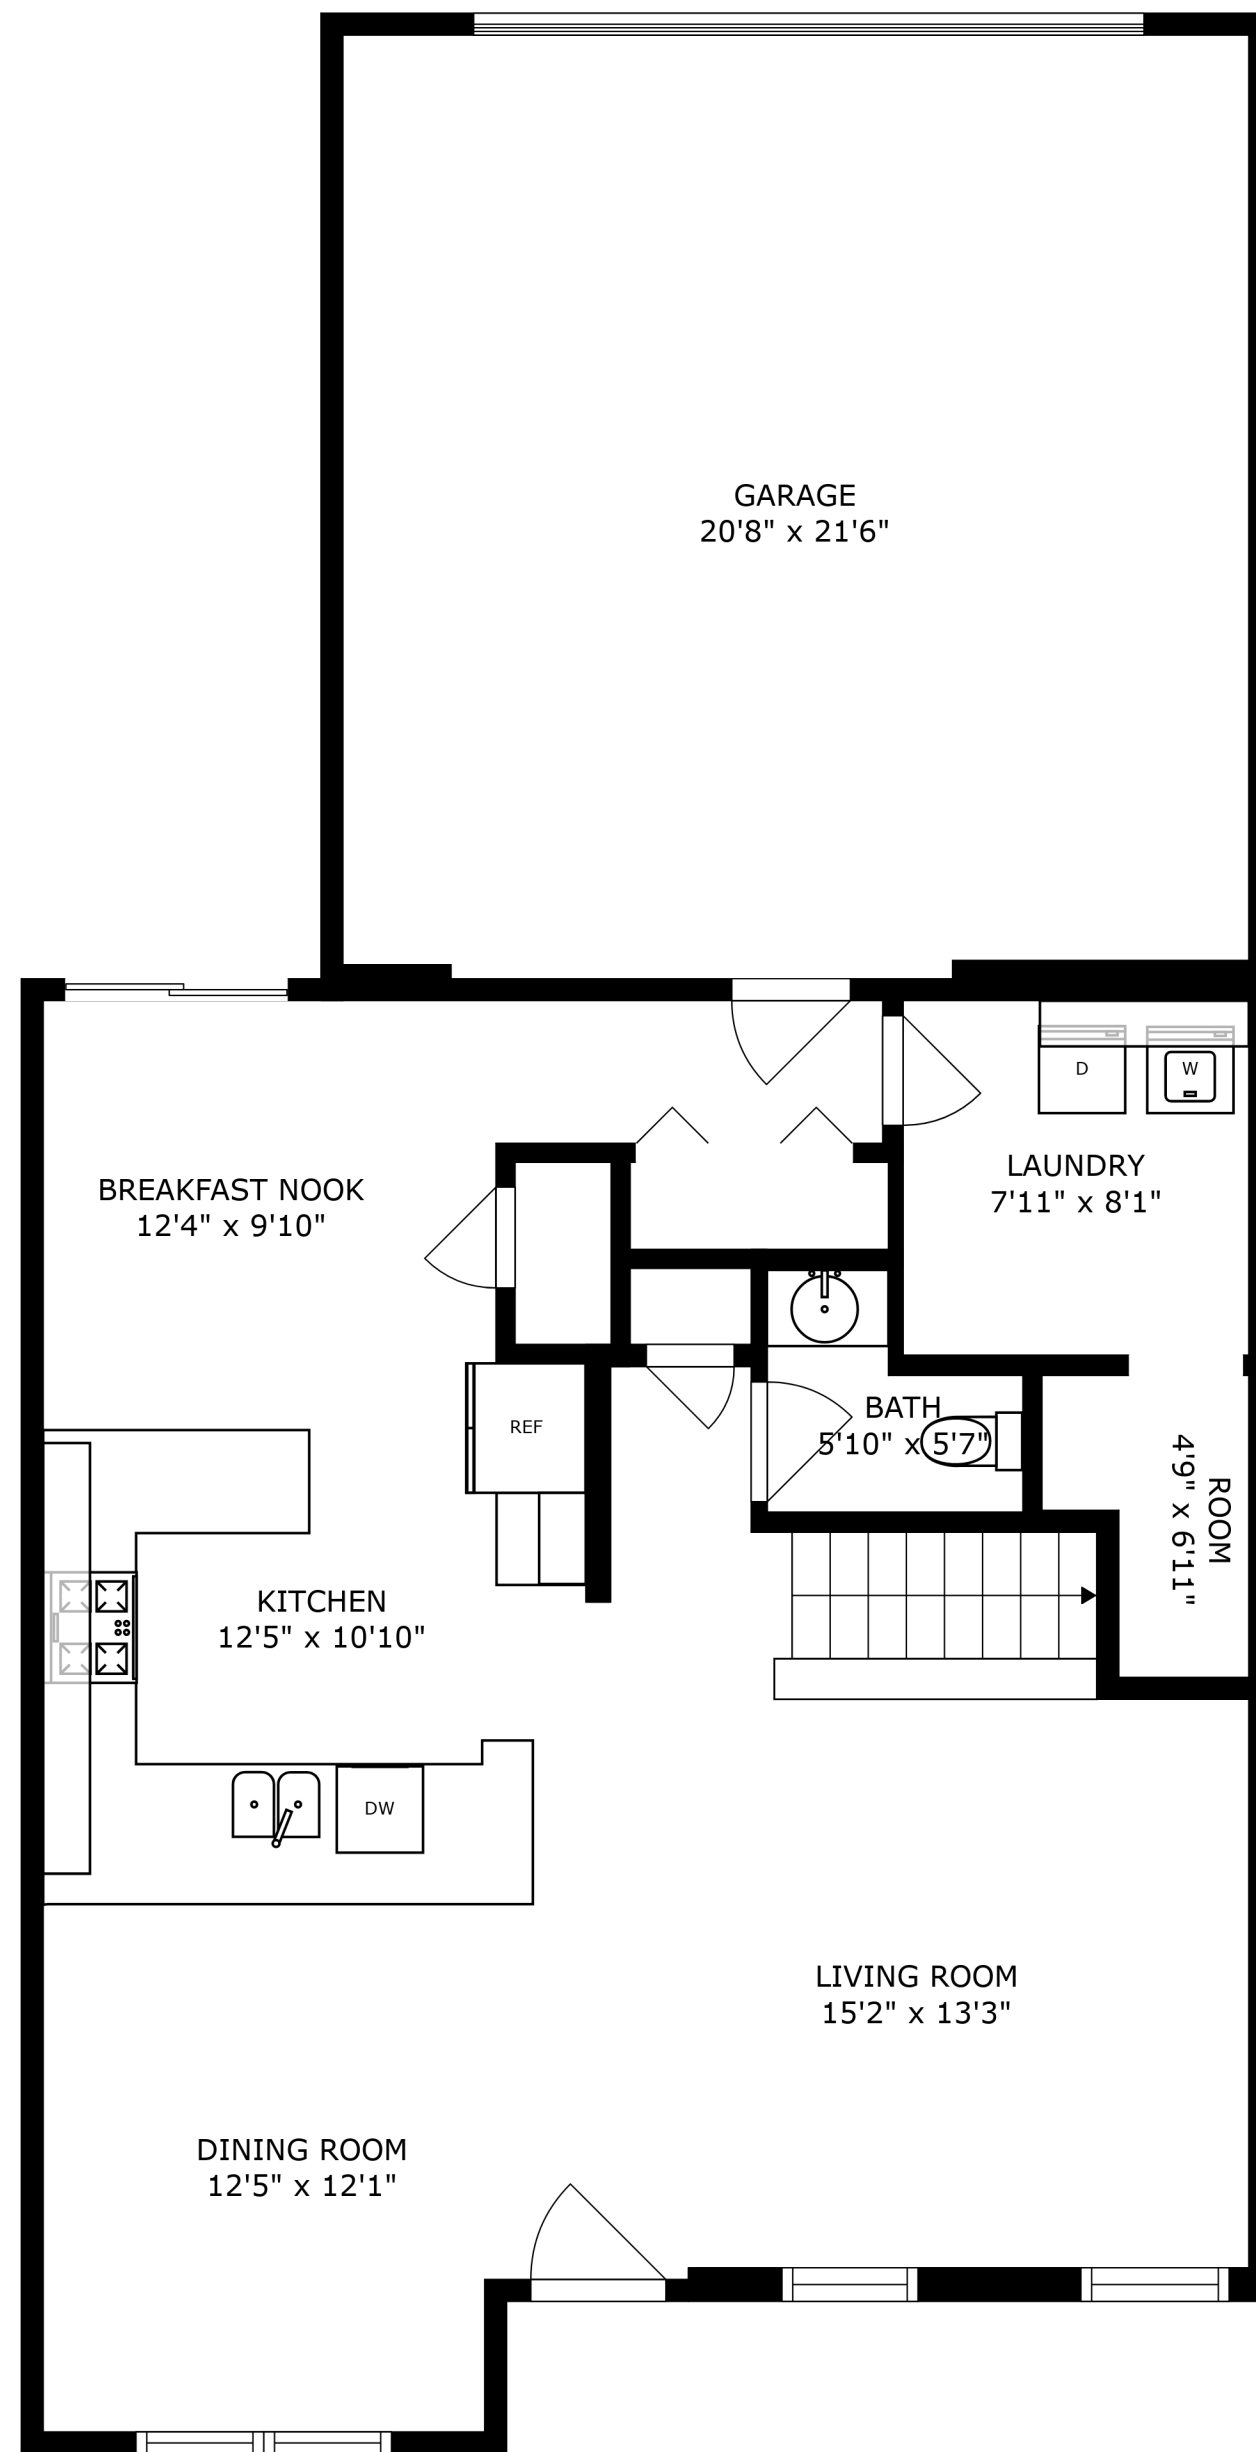 GARAGE
20'8" x 21'6"
D
W
LAUNDRY
7'11" x 8'1"
BREAKFAST NOOK
12'4" x 9'10"
BATH
5'10" x 5'7"
REF
ROOM
4'9" x 6'11"
KITCHEN
12'5" x 10'10"
DW
LIVING ROOM
15'2" x 13'3"
DINING ROOM
12'5" x 12'1"